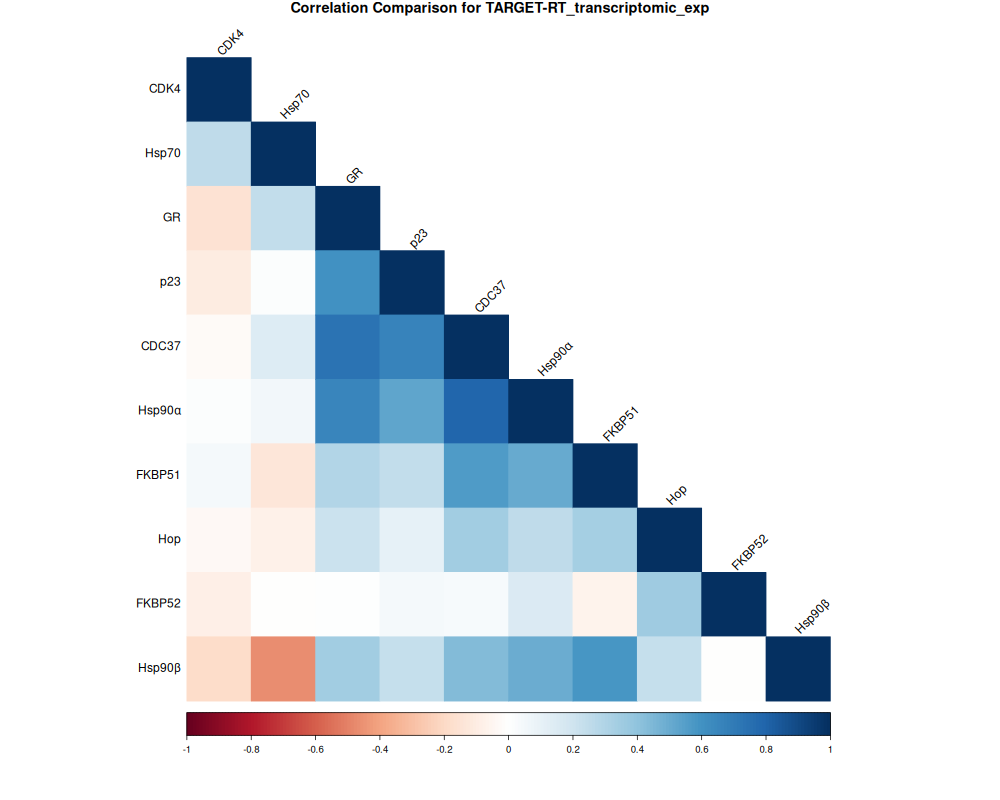 Correlation Comparison for TARGET-RT_transcriptomic_exp
CDK4
CDK4
Hsp70
Hsp70
GR
GR
p23
p23
CDC37
CDC37
Hsp90α
Hsp90α
FKBP51
FKBP51
Hop
Hop
FKBP52
FKBP52
Hsp90β
Hsp90β
-1 -0.8 -0.6 -0.4 -0.2 0 0.2 0.4 0.6 0.8 1